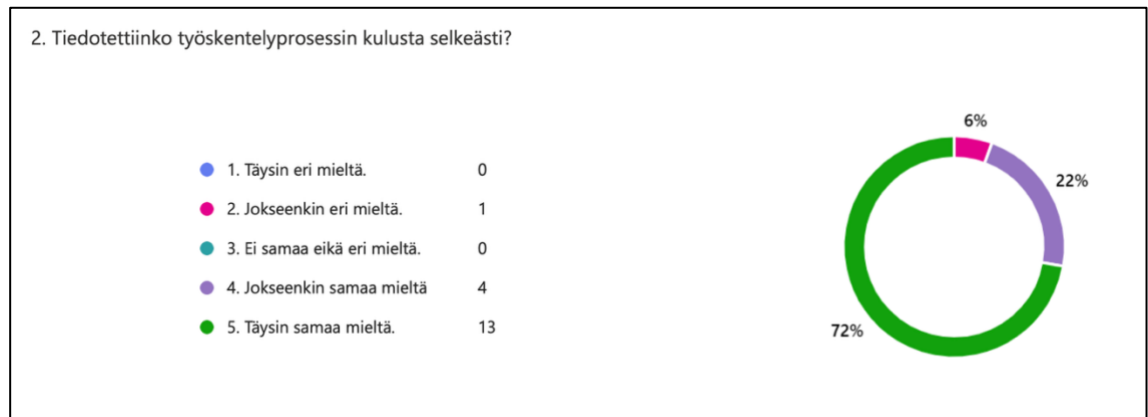 2. Tiedotettiinko työskentelyprosessin kulusta selkeästi?
1. Täysin eri mieltä. 0
2. Jokseenkin eri mieltä. 1
3. Ei samaa eikä eri mieltä. 0
4. Jokseenkin samaa mieltä 4
5. Täysin samaa mieltä. 13
6%
22%
72%